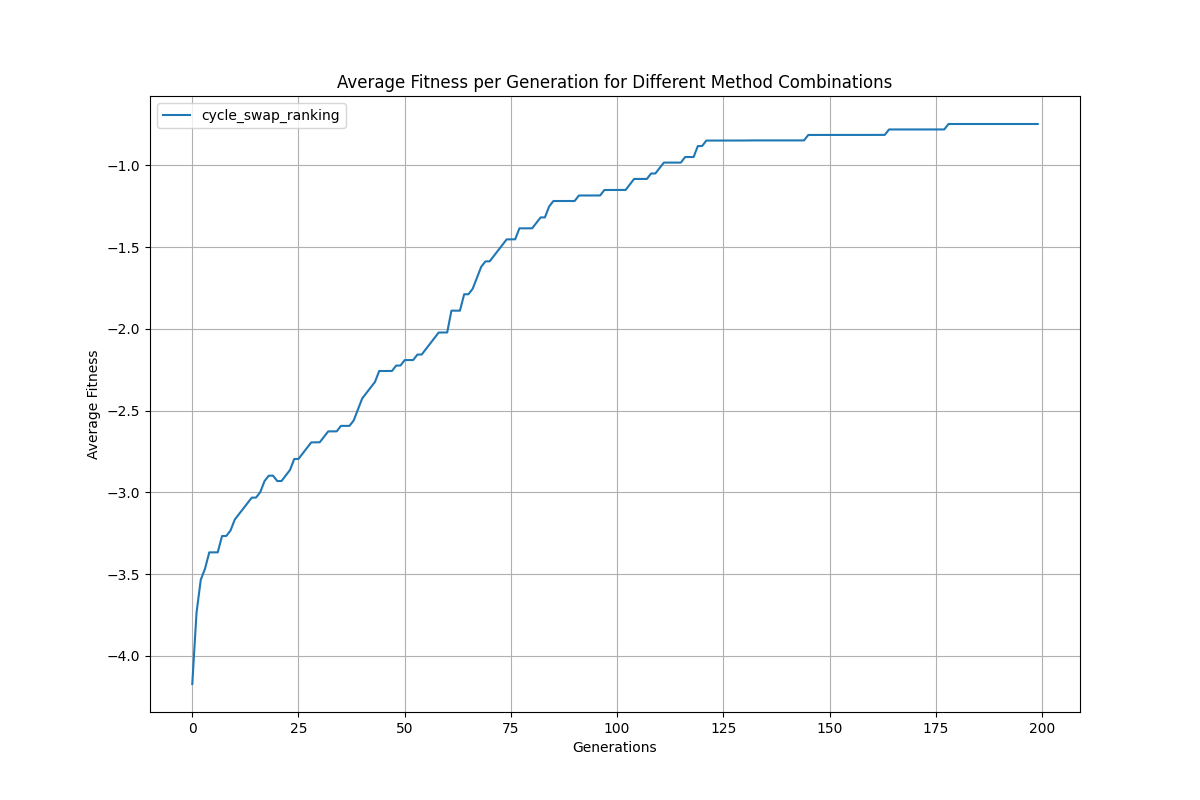 Average Fitness per Generation for Different Method Combinations
cycle_swap_ranking
Average Fitness
−1.0
−1.5
−2.0
−2.5
−3.0
−3.5
−4.0
0 25 50 75 100 125 150 175 200
Generations